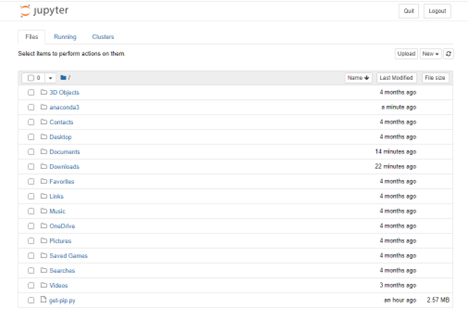 jupyter Quit Logout
Files Running Clusters
Select items to perform actions on them. Upload New
0 / Name Last Modified File size
3D Objects 4 months ago
anaconda3 a minute ago
Contacts 4 months ago
Desktop 4 months ago
Documents 14 minutes ago
Downloads 22 minutes ago
Favorites 4 months ago
Links 4 months ago
Music 4 months ago
OneDrive 4 months ago
Pictures 4 months ago
Saved Games 4 months ago
Searches 4 months ago
Videos 3 months ago
get-pip.py an hour ago 2.57 MB